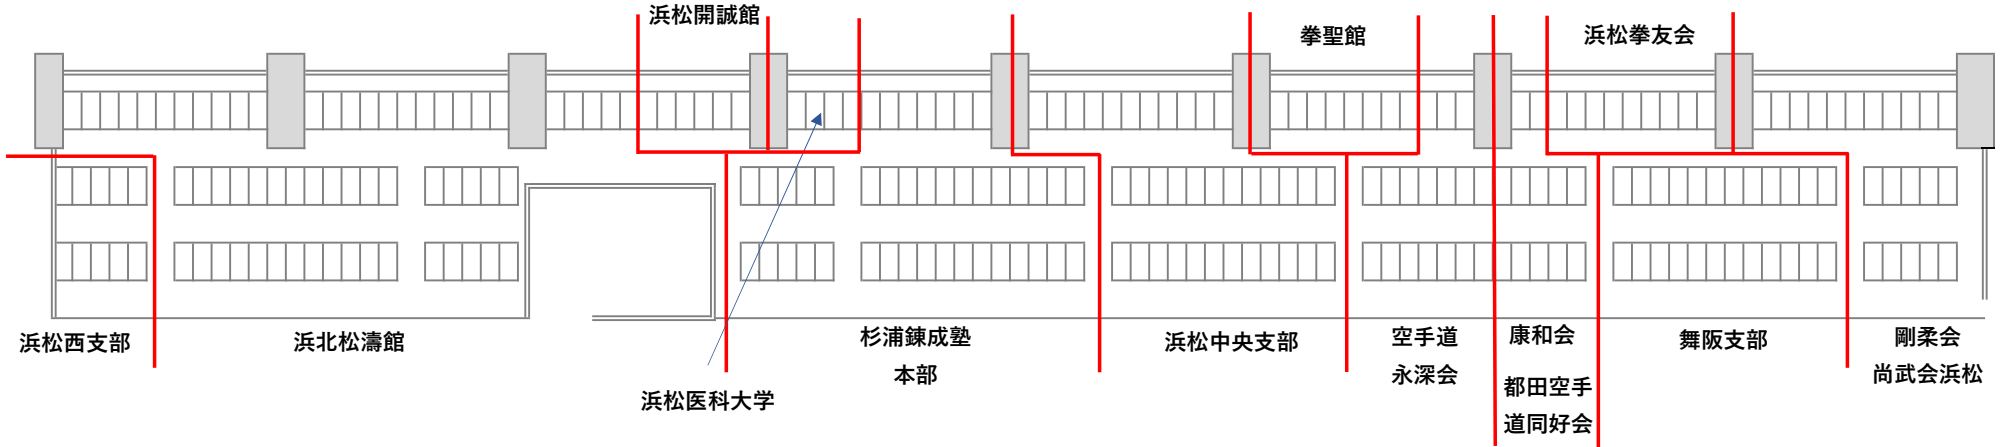 浜松開誠館
拳聖館
浜松拳友会
浜松西支部
浜北松濤館
浜松医科大学
杉浦錬成塾
本部
浜松中央支部
空手道
永深会
康和会
都田空手
道同好会
舞阪支部
剛柔会
尚武会浜松